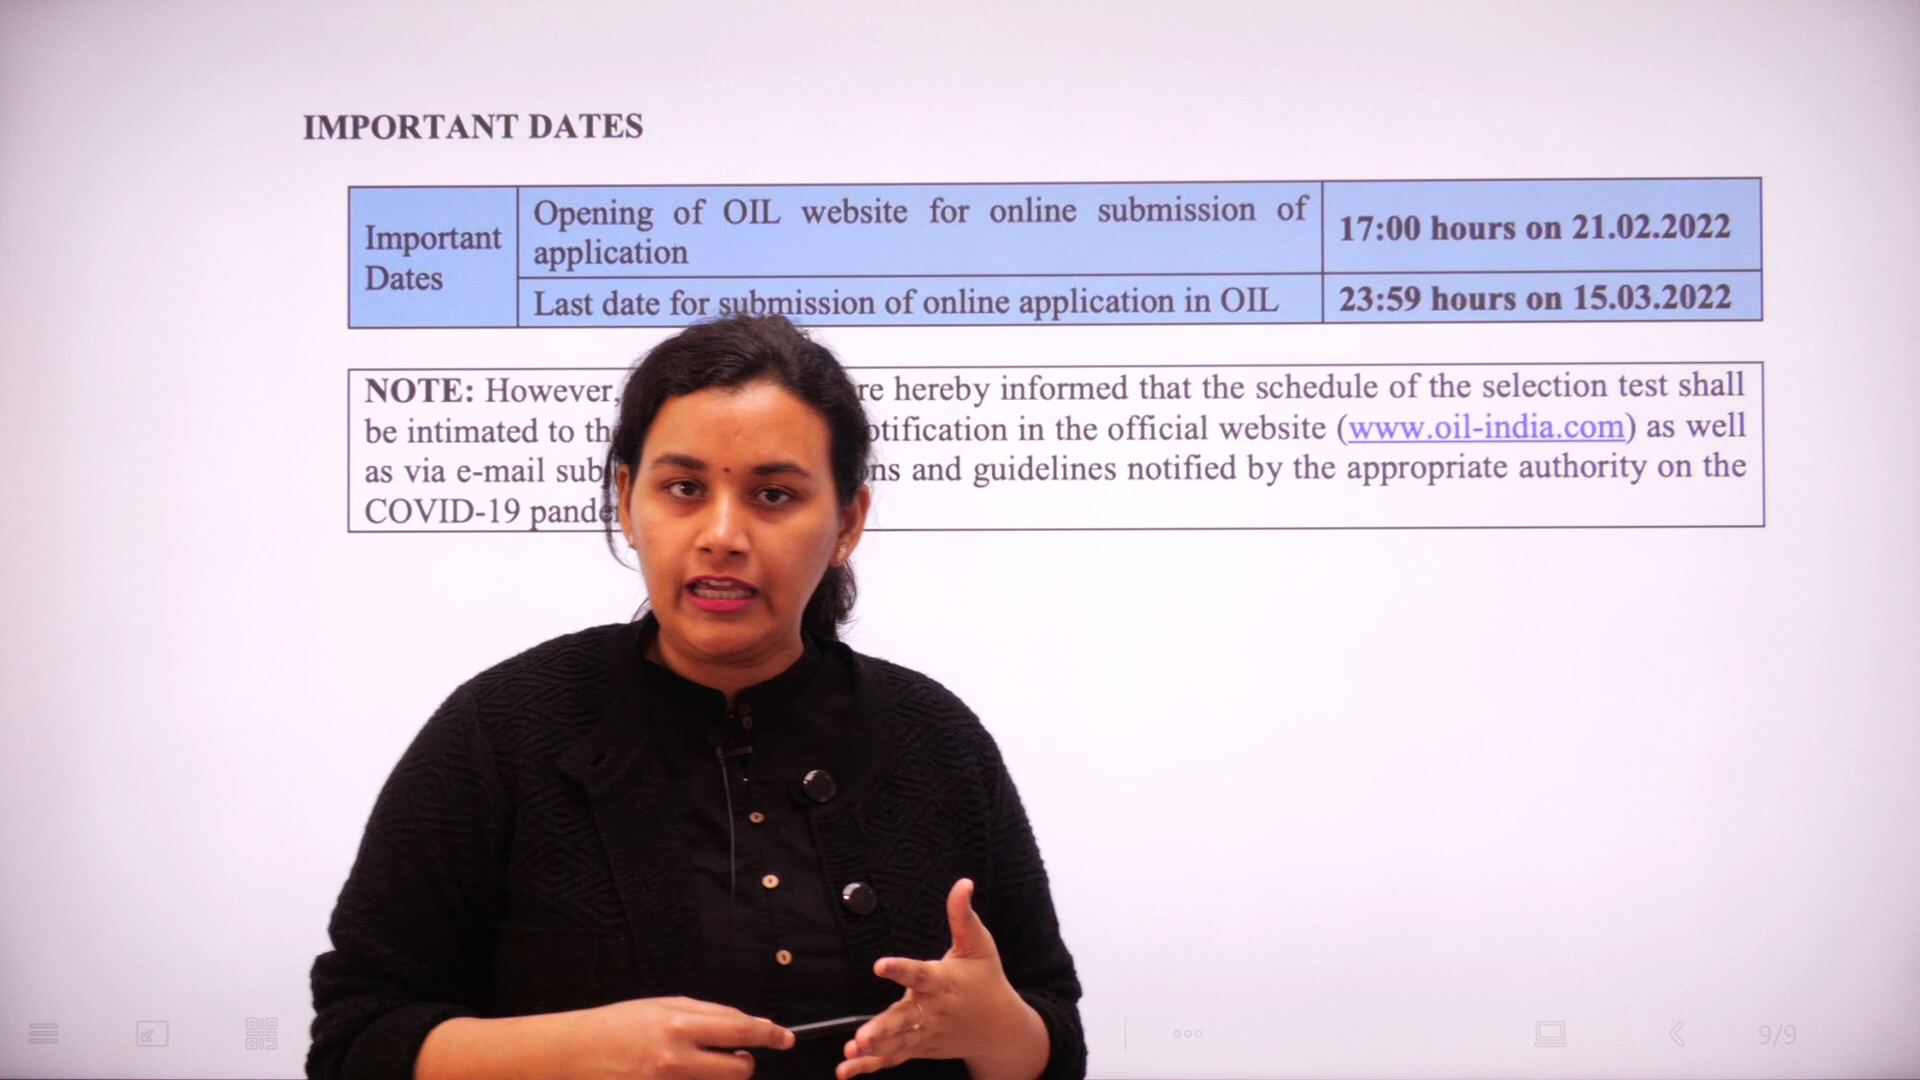 IMPORTANT DATES
Important Dates
Opening of OIL website for online submission of
application
17:00 hours on 21.02.2022
Last date for submission of online application in OIL
23:59 hours on 15.03.2022
NOTE: However, re hereby informed that the schedule of the selection test shall
be intimated to th otification in the official website (www.oil-india.com) as well
as via e-mail sub ns and guidelines notified by the appropriate authority on the
COVID-19 pande
9/9